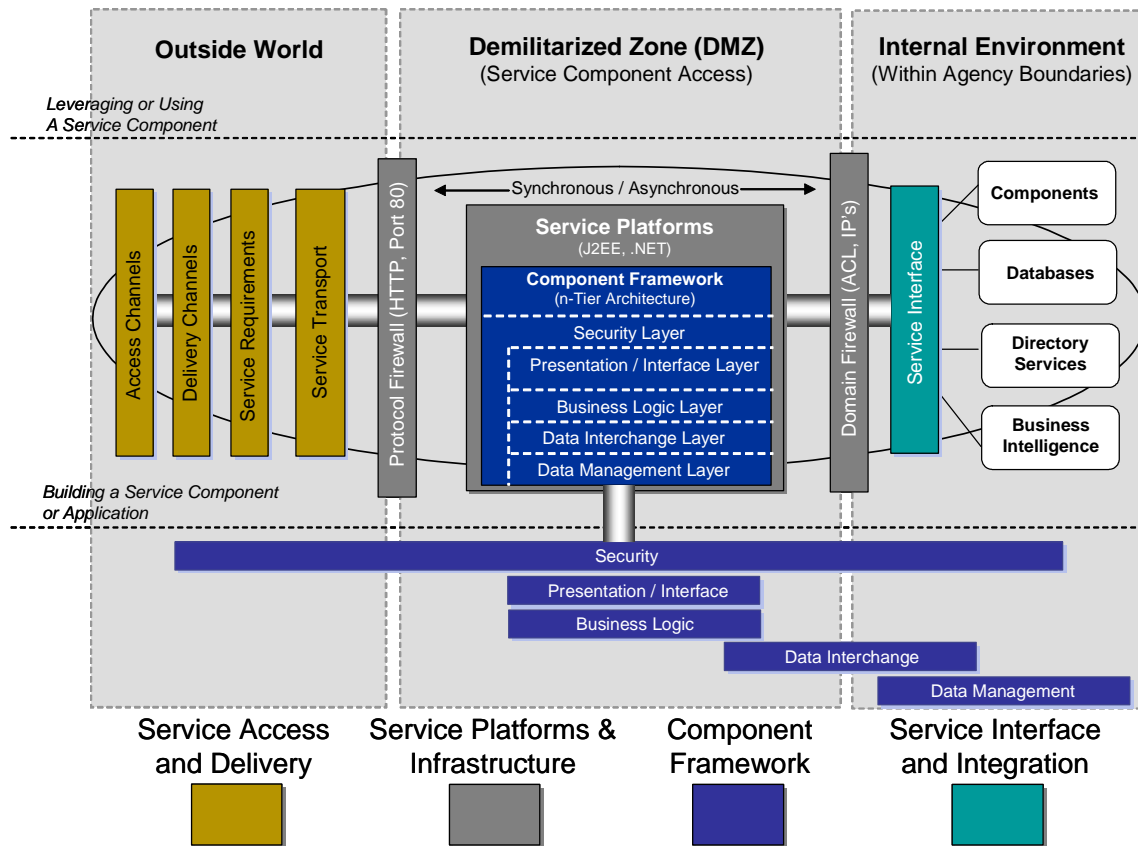 Outside World
Demilitarized Zone (DMZ)
(Service Component Access)
Internal Environment
(Within Agency Boundaries)
Leveraging or Using
A Service Component
Access Channels
Delivery Channels
Service Requirements
Service Transport
Protocol Firewall (HTTP, Port 80)
Synchronous / Asynchronous
Service Platforms
(J2EE, .NET)
Component Framework
(n-Tier Architecture)
Security Layer
Presentation / Interface Layer
Business Logic Layer
Data Interchange Layer
Data Management Layer
Domain Firewall (ACL, IP's)
Service Interface
Components
Databases
Directory
Services
Business
Intelligence
Building a Service Component
or Application
Security
Presentation / Interface
Business Logic
Data Interchange
Data Management
Service Access
and Delivery
Service Platforms &
Infrastructure
Component
Framework
Service Interface
and Integration